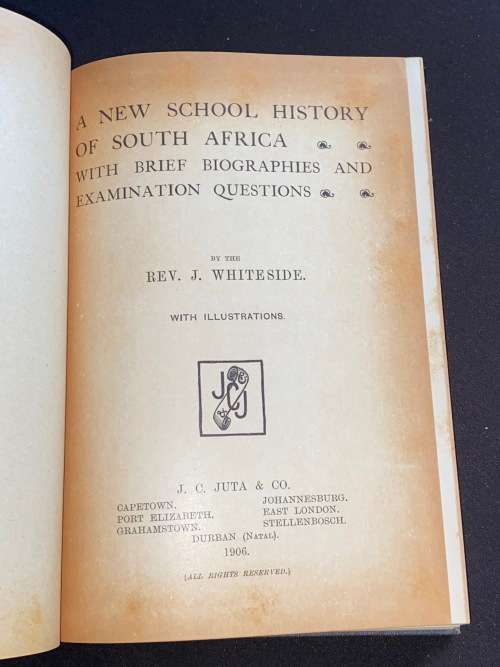 A NEW SCHOOL HISTORY
OF SOUTH AFRICA
WITH BRIEF BIOGRAPHIES AND
EXAMINATION QUESTIONS
BY THE
REV. J. WHITESIDE.
WITH ILLUSTRATIONS.
JCJ
J. C. JUTA & CO.
CAPETOWN. JOHANNESBURG.
PORT ELIZABETH. EAST LONDON.
GRAHAMSTOWN. STELLENBOSCH.
DURBAN (NATAL).
1906.
(ALL RIGHTS RESERVED.)